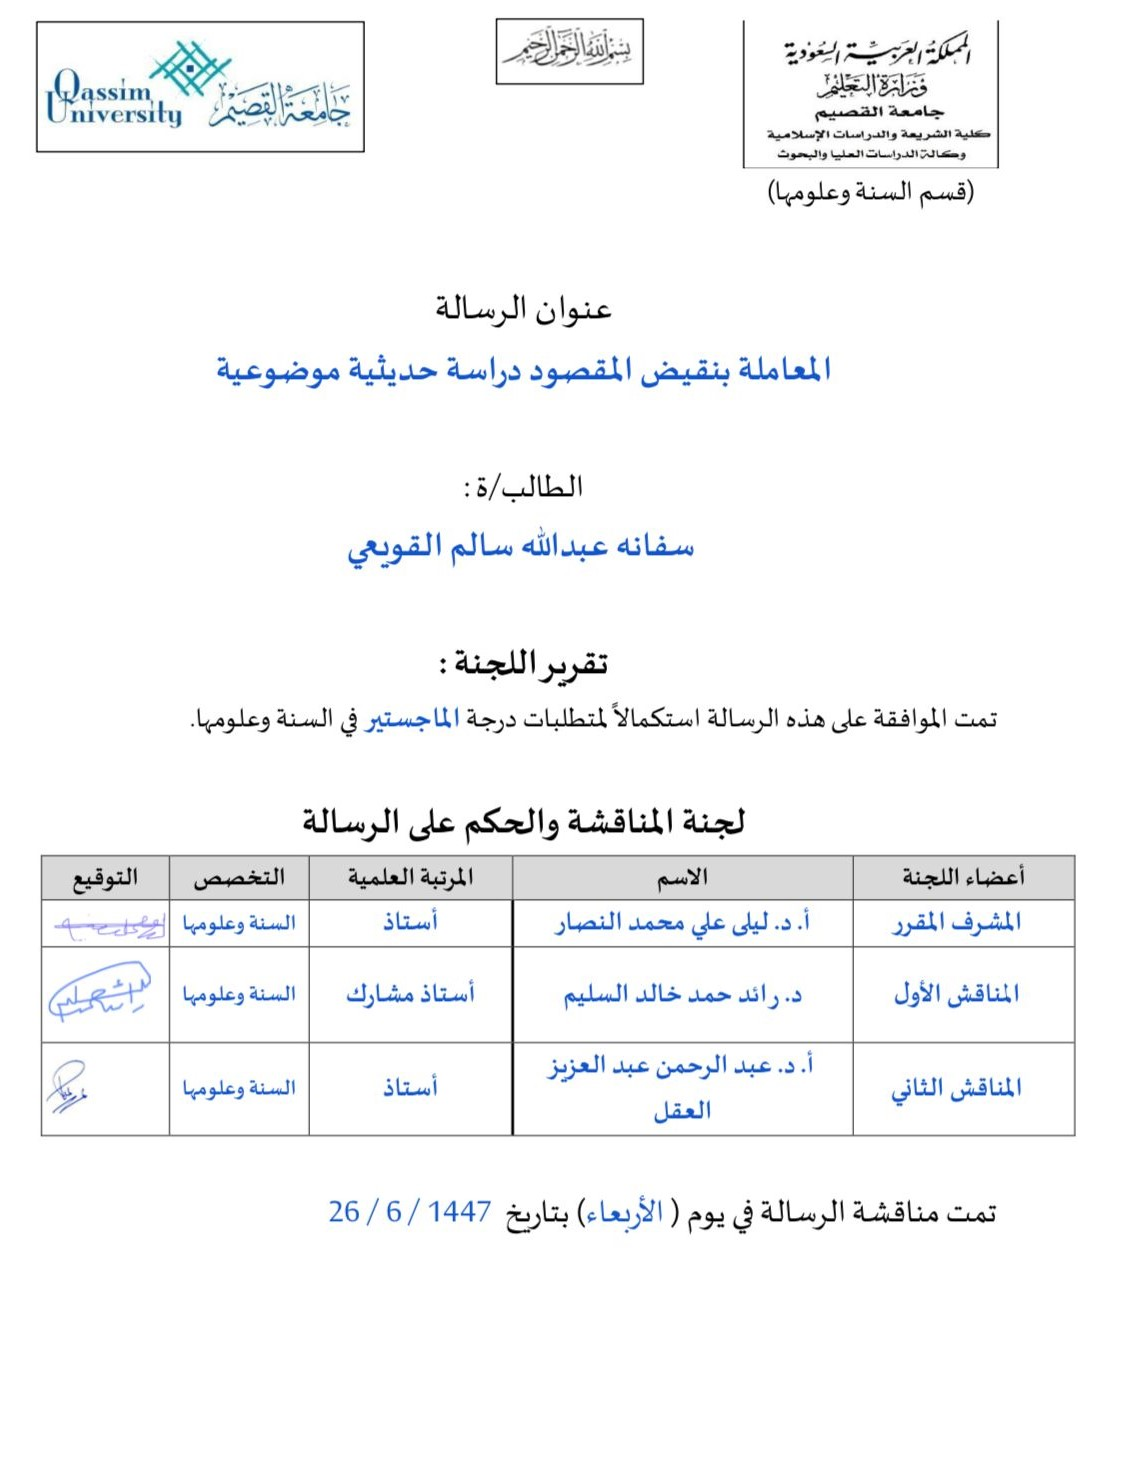 المملكة العربية السعودية
وزارة التعليم
جامعة القصيم
كلية الشريعة والدراسات الإسلامية
وكالة الدراسات العليا والبحوث
(قسم السنة وعلومها)
بسم الله الرحمن الرحيم
جامعة القصيم
Qassim
University
عنوان الرسالة
المعاملة بنقيض المقصود دراسة حديثية موضوعية
الطالب/ة :
سفانه عبدالله سالم القويعي
تقرير اللجنة :
تمت الموافقة على هذه الرسالة استكمالاً لمتطلبات درجة الماجستير في السنة وعلومها.
لجنة المناقشة والحكم على الرسالة
أعضاء اللجنة الاسم المرتبة العلمية التخصص التوقيع
المشرف المقرر أ. د. ليلى علي محمد النصار أستاذ السنة وعلومها
المناقش الأول د. رائد حمد خالد السليم أستاذ مشارك السنة وعلومها
المناقش الثاني أ. د. عبد الرحمن عبد العزيز العقل أستاذ السنة وعلومها
تمت مناقشة الرسالة في يوم ( الأربعاء) بتاريخ 26 / 6 / 1447